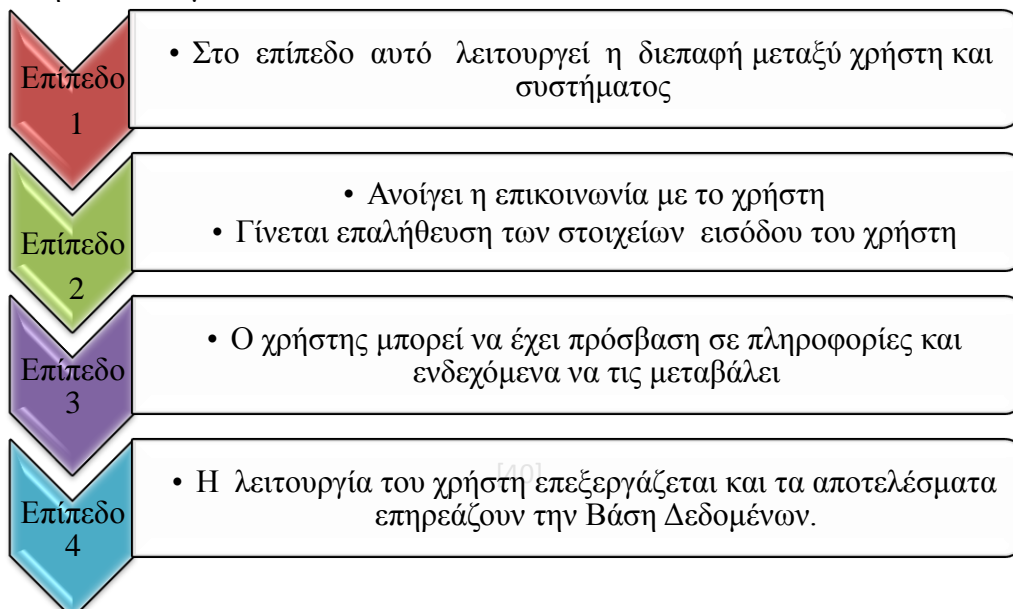 Επίπεδο
1
• Στο επίπεδο αυτό λειτουργεί η διεπαφή μεταξύ χρήστη και
συστήματος
Επίπεδο
2
• Ανοίγει η επικοινωνία με το χρήστη
• Γίνεται επαλήθευση των στοιχείων εισόδου του χρήστη
Επίπεδο
3
• Ο χρήστης μπορεί να έχει πρόσβαση σε πληροφορίες και
ενδεχόμενα να τις μεταβάλει
Επίπεδο
4
[40]
• Η λειτουργία του χρήστη επεξεργάζεται και τα αποτελέσματα
επηρεάζουν την Βάση Δεδομένων.